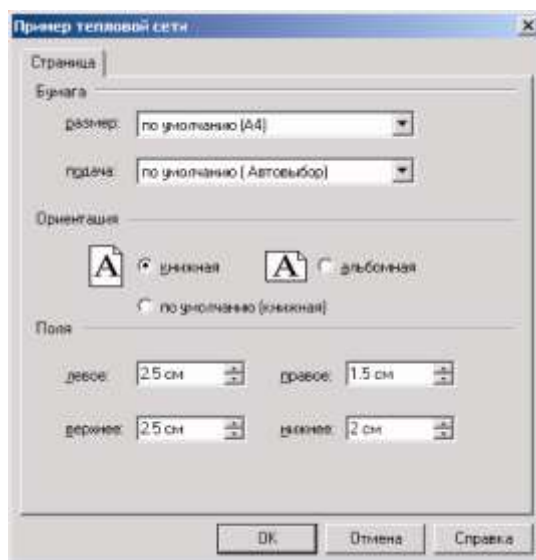 Пример тепловой сети
Страница
Бумага
размер: по умолчанию (А4)
подача: по умолчанию ( Автовыбор)
Ориентация
A книжная A альбомная
по умолчанию (книжная)
Поля
левое: 2.5 см правое: 1.5 см
верхнее: 2.5 см нижнее: 2 см
OK Отмена Справка